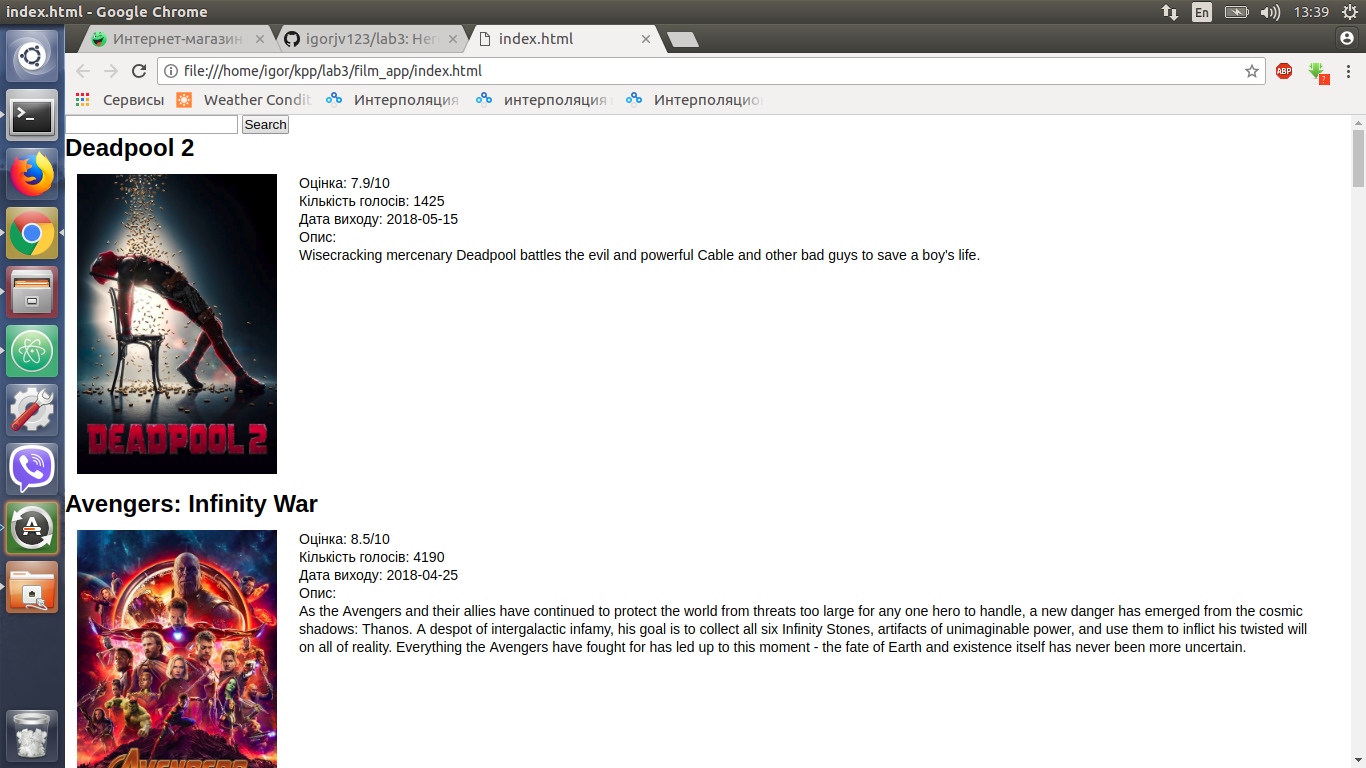 index.html - Google Chrome
En
13:39
Интернет-магазин
igorjv123/lab3: Her
index.html
file:///home/igor/kpp/lab3/film_app/index.html
ABP
?
Сервисы
Weather Condit
Интерполяция
интерполяция
Интерполяцио
Search
Deadpool 2
Оцінка: 7.9/10
Кількість голосів: 1425
Дата виходу: 2018-05-15
Опис:
Wisecracking mercenary Deadpool battles the evil and powerful Cable and other bad guys to save a boy's life.
DEADPOOL 2
Avengers: Infinity War
Оцінка: 8.5/10
Кількість голосів: 4190
Дата виходу: 2018-04-25
Опис:
As the Avengers and their allies have continued to protect the world from threats too large for any one hero to handle, a new danger has emerged from the cosmic
shadows: Thanos. A despot of intergalactic infamy, his goal is to collect all six Infinity Stones, artifacts of unimaginable power, and use them to inflict his twisted will
on all of reality. Everything the Avengers have fought for has led up to this moment - the fate of Earth and existence itself has never been more uncertain.
AVENGERS